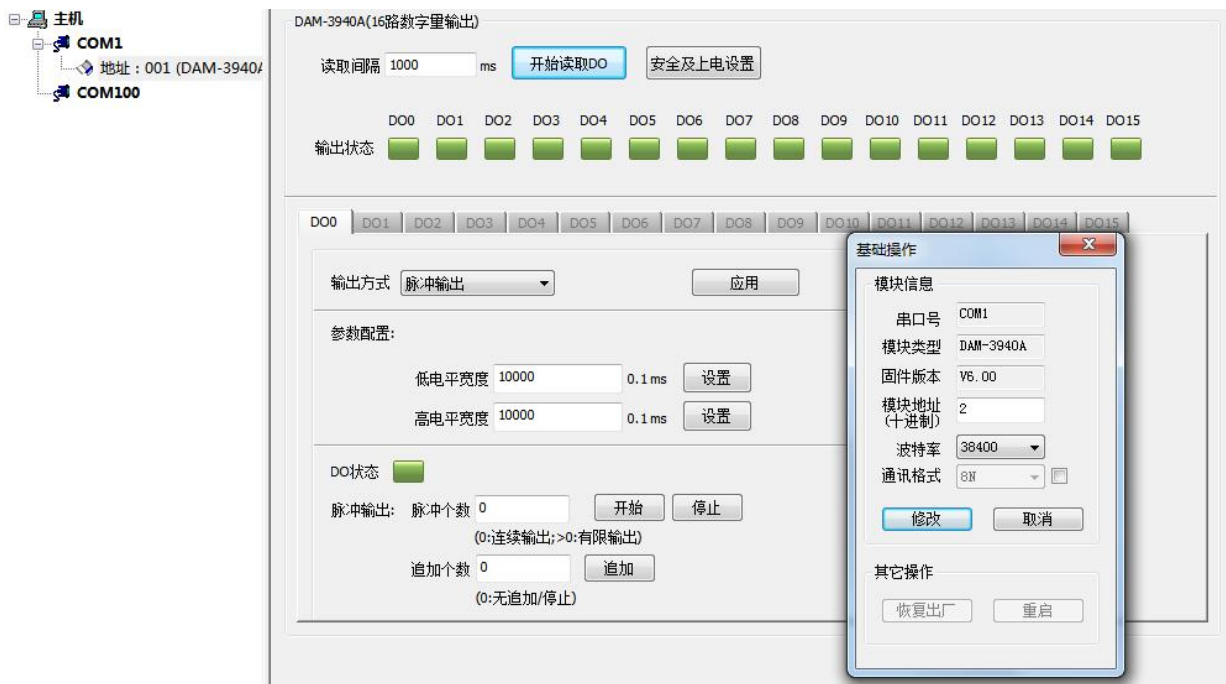 主机
COM1
地址：001 (DAM-3940A
COM100
DAM-3940A(16路数字量输出)
读取间隔 1000 ms 开始读取DO 安全及上电设置
DO0 DO1 DO2 DO3 DO4 DO5 DO6 DO7 DO8 DO9 DO10 DO11 DO12 DO13 DO14 DO15
输出状态
DO0 DO1 DO2 DO3 DO4 DO5 DO6 DO7 DO8 DO9 DO10 DO11 DO12 DO13 DO14 DO15
输出方式 脉冲输出 应用
参数配置:
低电平宽度 10000 0.1ms 设置
高电平宽度 10000 0.1ms 设置
DO状态
脉冲输出: 脉冲个数 0 开始 停止
(0:连续输出;>0:有限输出)
追加个数 0 追加
(0:无追加/停止)
基础操作
模块信息
串口号 COM1
模块类型 DAM-3940A
固件版本 V6.00
模块地址 2
(十进制)
波特率 38400
通讯格式 8N
修改 取消
其它操作
恢复出厂 重启